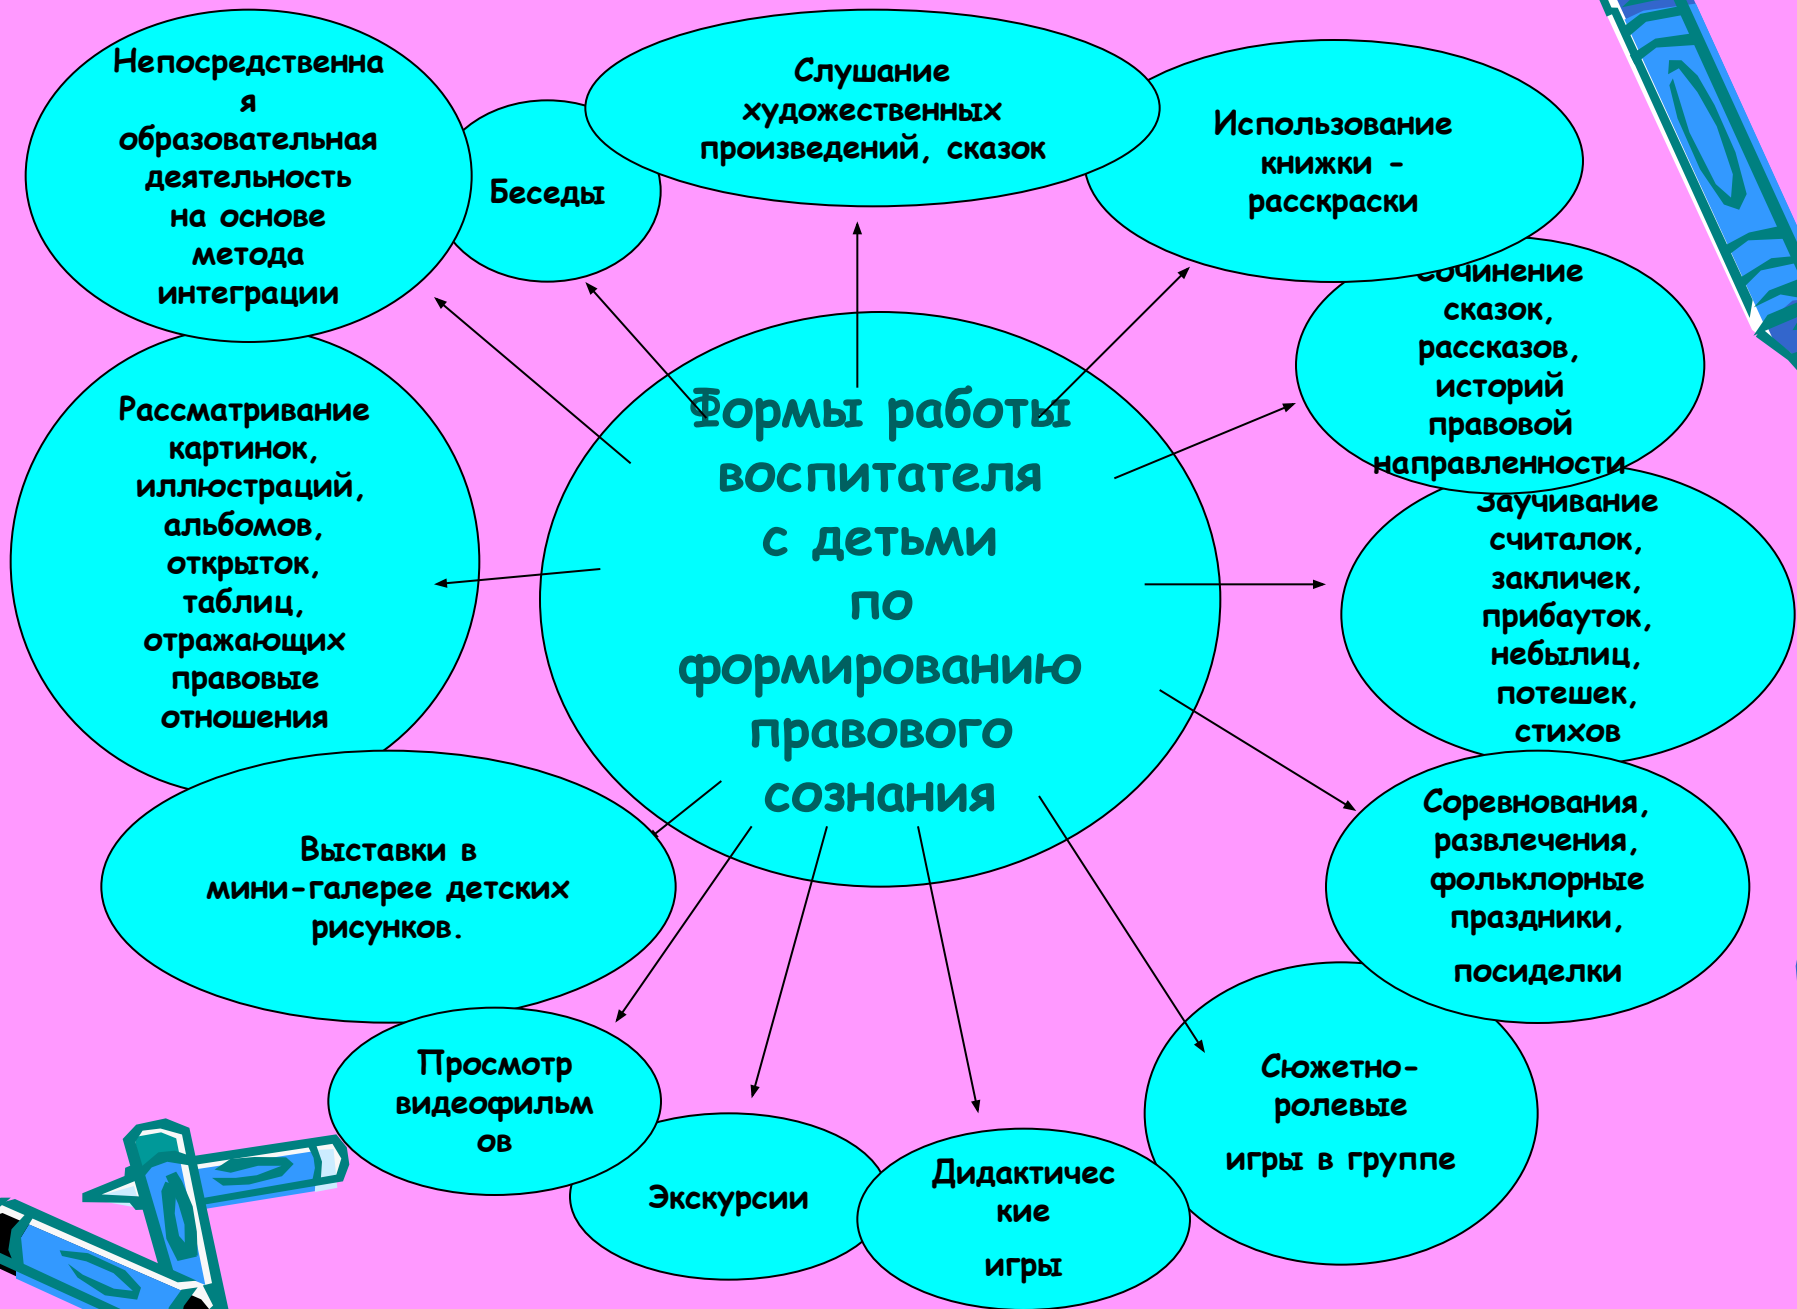 Непосредственна
я
образовательная
деятельность
на основе
метода
интеграции
Беседы
Слушание
художественных
произведений, сказок
Использование
книжки -
расскраски
Сочинение
сказок,
рассказов,
историй
правовой
направленности
Заучивание
считалок,
закличек,
прибауток,
небылиц,
потешек,
стихов
Соревнования,
развлечения,
фольклорные
праздники,
посиделки
Сюжетно-
ролевые
игры в группе
Дидактичес
кие
игры
Экскурсии
Просмотр
видеофильм
ов
Выставки в
мини-галерее детских
рисунков.
Рассматривание
картинок,
иллюстраций,
альбомов,
открыток,
таблиц,
отражающих
правовые
отношения
Формы работы
воспитателя
с детьми
по
формированию
правового
сознания